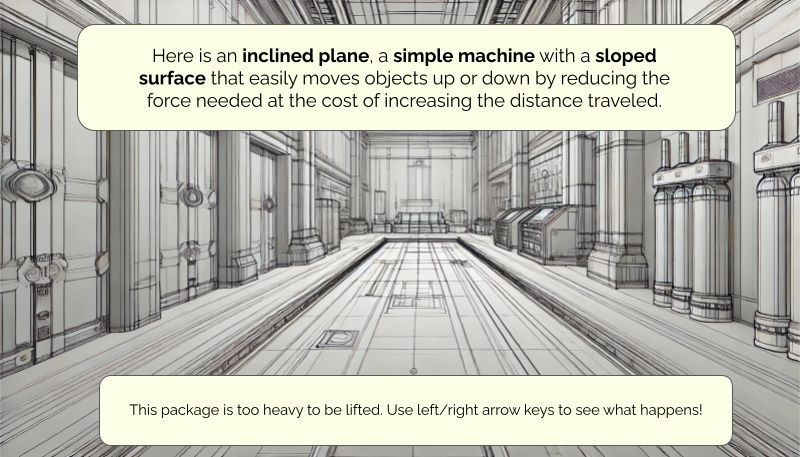 Here is an inclined plane, a simple machine with a sloped
surface that easily moves objects up or down by reducing the
force needed at the cost of increasing the distance traveled.
This package is too heavy to be lifted. Use left/right arrow keys to see what happens!